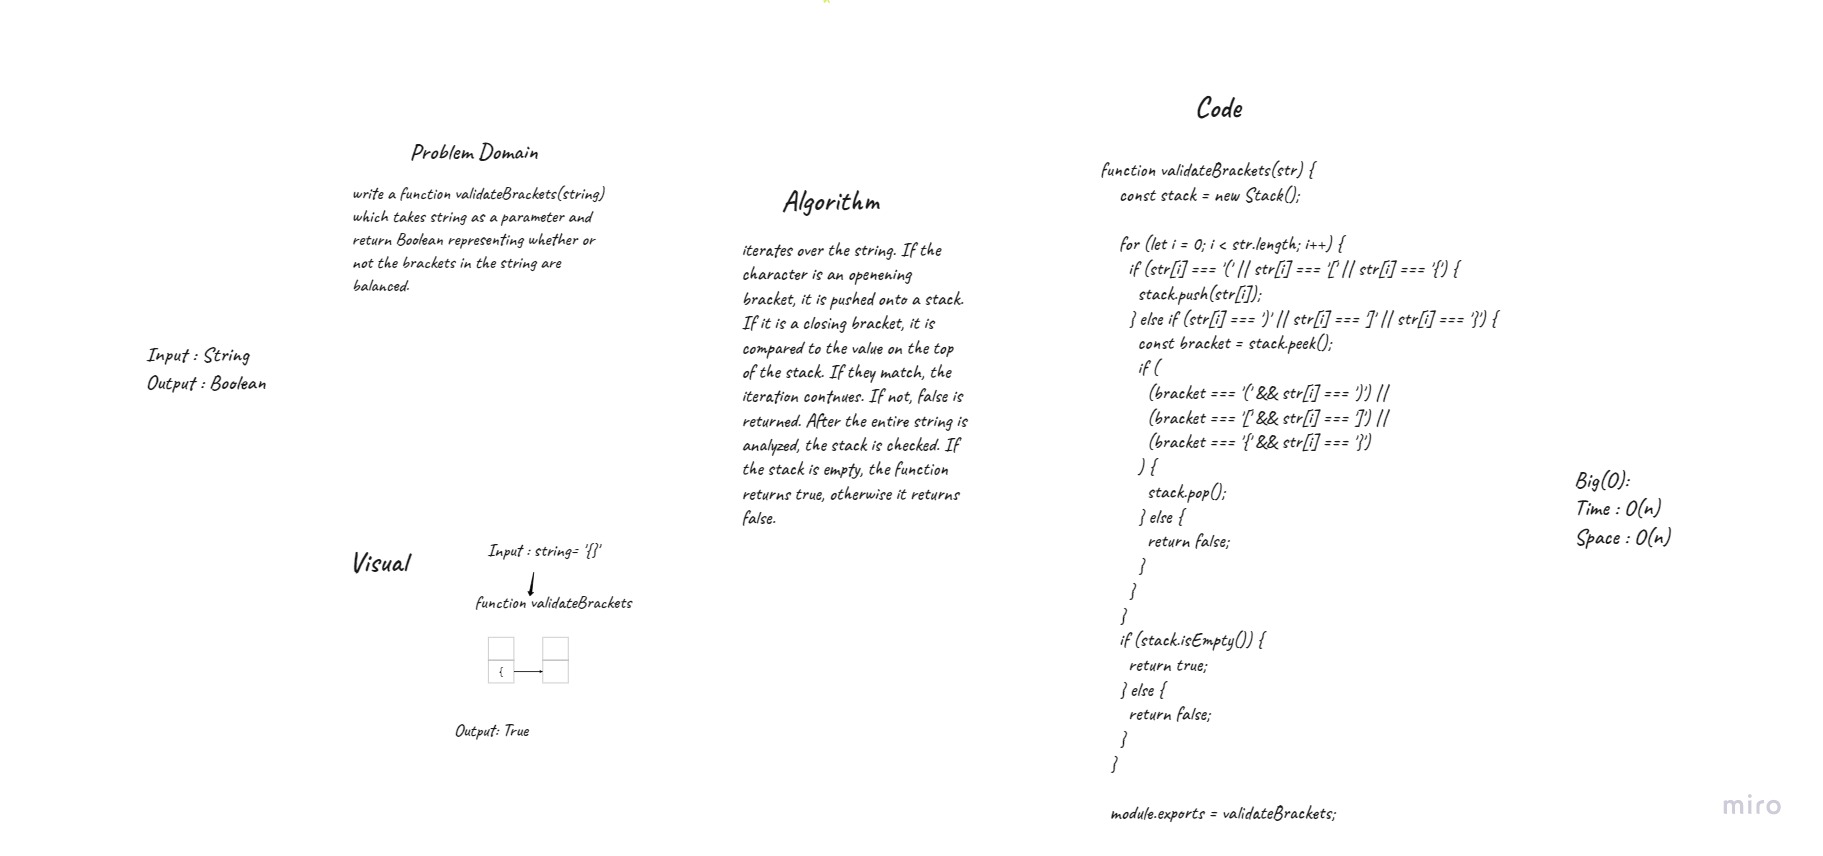 Problem Domain
write a function validateBrackets(string)
which takes string as a parameter and
return Boolean representing whether or
not the brackets in the string are
balanced.
Input : String
Output : Boolean
Visual
Input : string= '{}'
function validateBrackets
{
Output: True
Algorithm
iterates over the string. If the
character is an openening
bracket, it is pushed onto a stack.
If it is a closing bracket, it is
compared to the value on the top
of the stack. If they match, the
iteration contnues. If not, false is
returned. After the entire string is
analyzed, the stack is checked. If
the stack is empty, the function
returns true, otherwise it returns
false.
Code
function validateBrackets(str) {
const stack = new Stack();
for (let i = 0; i < str.length; i++) {
if (str[i] === '(' || str[i] === '[' || str[i] === '{') {
stack.push(str[i]);
} else if (str[i] === ')' || str[i] === ']' || str[i] === '}') {
const bracket = stack.peek();
if (
(bracket === '(' && str[i] === ')') ||
(bracket === '[' && str[i] === ']') ||
(bracket === '{' && str[i] === '}')
) {
stack.pop();
} else {
return false;
}
}
}
if (stack.isEmpty()) {
return true;
} else {
return false;
}
}
module.exports = validateBrackets;
Big(O):
Time : O(n)
Space : O(n)
miro